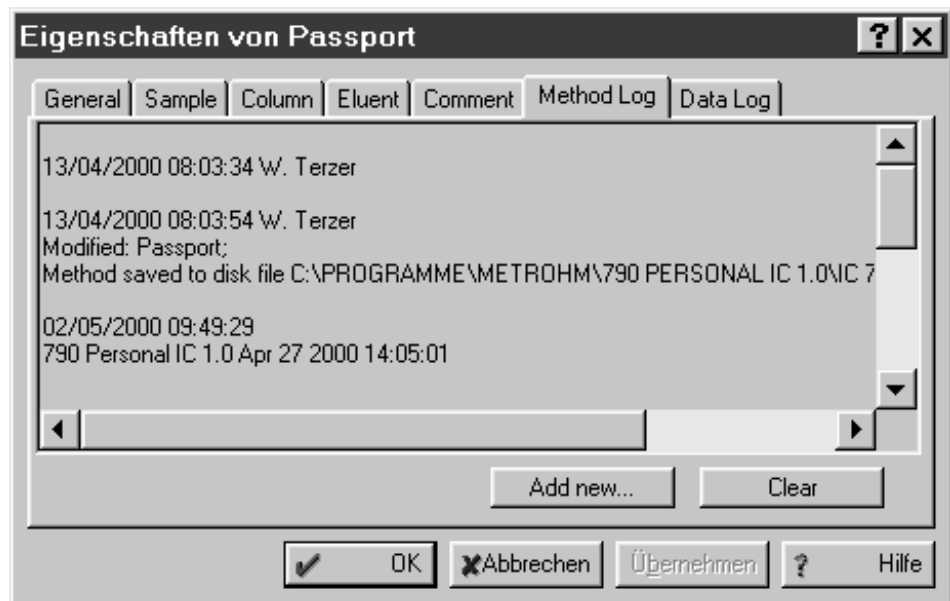 Eigenschaften von Passport
? X
General Sample Column Eluent Comment Method Log Data Log
13/04/2000 08:03:34 W. Terzer
13/04/2000 08:03:54 W. Terzer
Modified: Passport;
Method saved to disk file C:\PROGRAMME\METROHM\790 PERSONAL IC 1.0\IC 7
02/05/2000 09:49:29
790 Personal IC 1.0 Apr 27 2000 14:05:01
Add new... Clear
OK Abbrechen Übernehmen ? Hilfe